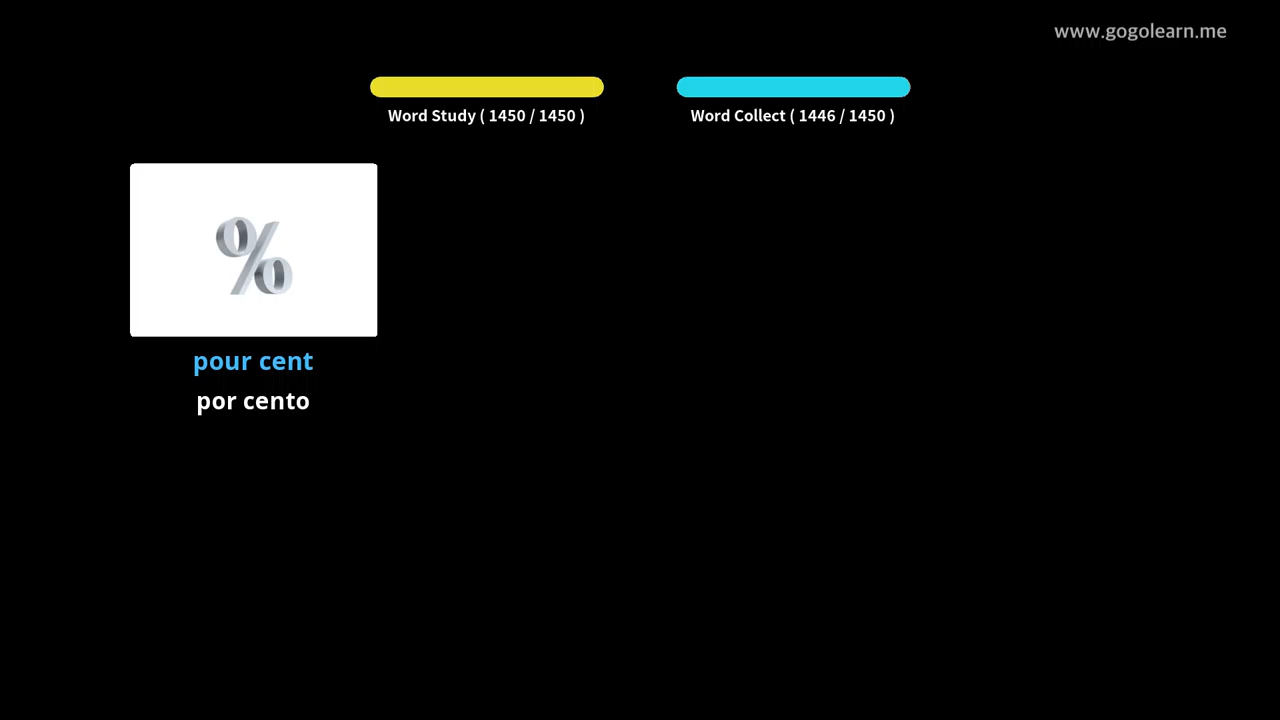 www.gogolearn.me
Word Study ( 1450 / 1450 )
Word Collect ( 1446 / 1450 )
%
pour cent
por cento